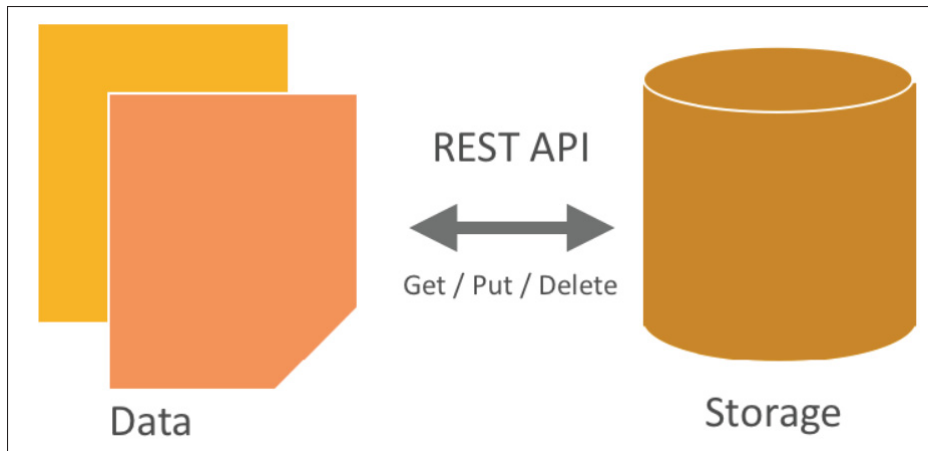 REST API
Get / Put / Delete
Data
Storage